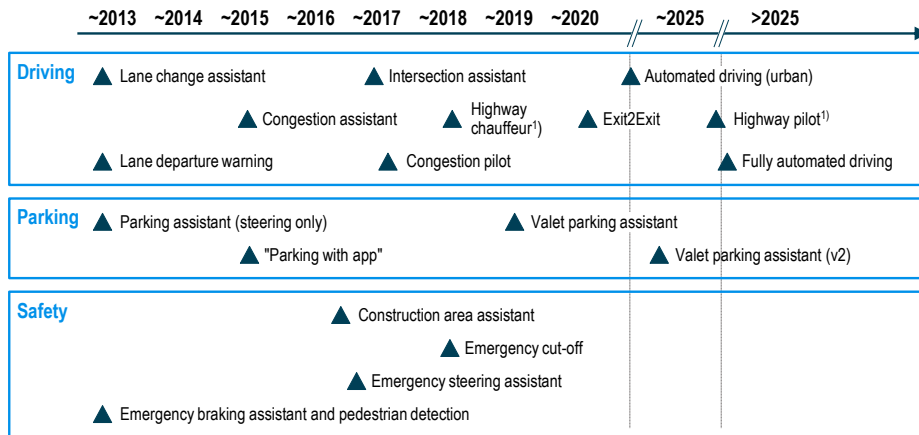 ~2013 ~2014 ~2015 ~2016 ~2017 ~2018 ~2019 ~2020 ~2025 >2025
Driving
Lane change assistant
Intersection assistant
Automated driving (urban)
Congestion assistant
Highway
chauffeur¹)
Exit2Exit
Highway pilot¹⁾
Lane departure warning
Congestion pilot
Fully automated driving
Parking
Parking assistant (steering only)
Valet parking assistant
"Parking with app"
Valet parking assistant (v2)
Safety
Construction area assistant
Emergency cut-off
Emergency steering assistant
Emergency braking assistant and pedestrian detection